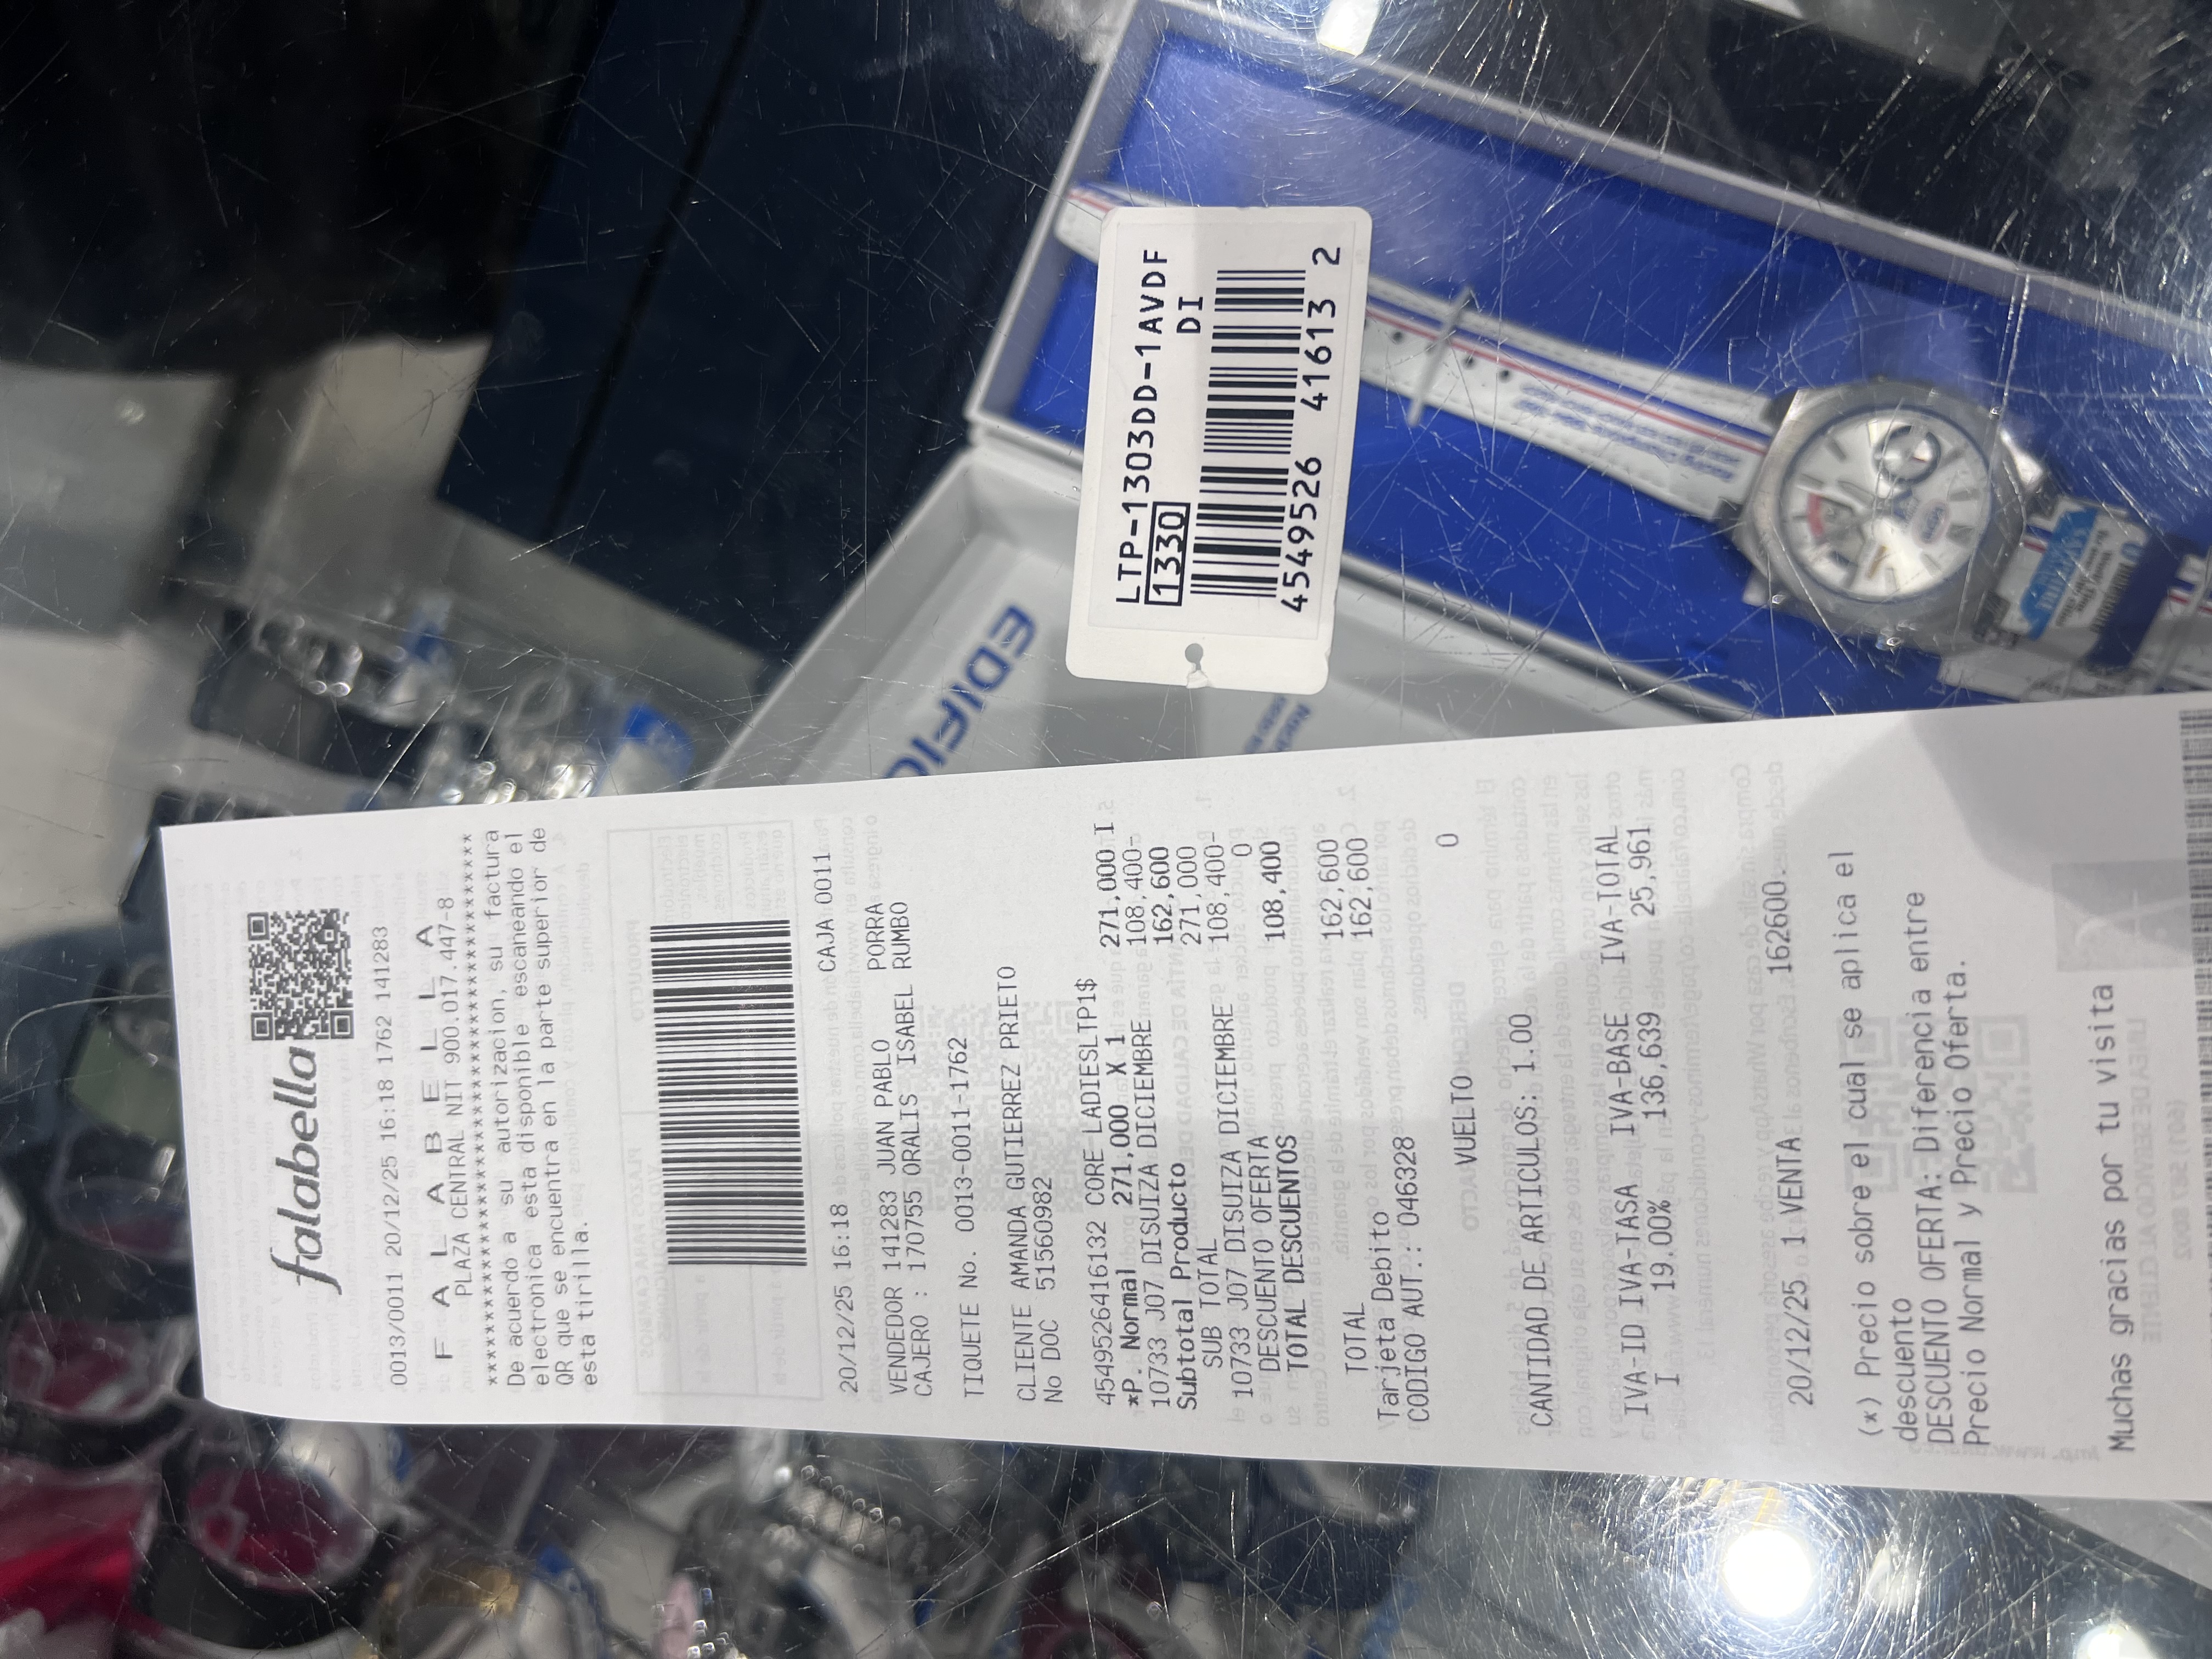 falabella
0013/0011 20/12/25 16:18 1762 141283
F A L A B E L L A
PLAZA CENTRAL NIT 900.017.447-8
****************************************
De acuerdo a su autorizacion, su factura
electronica esta disponible escaneando el
QR que se encuentra en la parte superior de
esta tirilla.
20/12/25 16:18 CAJA 0011
VENDEDOR 141283 JUAN PABLO PORRA
CAJERO : 170755 ORALIS ISABEL RUMBO
TIQUETE No. 0013-0011-1762
CLIENTE AMANDA GUTIERREZ PRIETO
No DOC 51560982
4549526416132 CORE LADIESLTP1$ 271,000 I
*P. Normal 271,000 X 1 108,400-
10733 J07 DISUIZA DICIEMBRE 162,600
Subtotal Producto 271,000
SUB TOTAL 108,400-
10733 J07 DISUIZA DICIEMBRE 0
DESCUENTO OFERTA 108,400
TOTAL DESCUENTOS
TOTAL 162,600
Tarjeta Debito 162,600
CODIGO AUT.: 0463328
VUELTO 0
CANTIDAD DE ARTICULOS: 1.00
IVA-ID IVA-TASA IVA-BASE IVA-TOTAL
I 19.00% 136,639 25,961
20/12/25 1 VENTA 162600.
(*) Precio sobre el cual se aplica el
descuento
DESCUENTO OFERTA: Diferencia entre
Precio Normal y Precio Oferta.
Muchas gracias por tu visita
LTP-1303DD-1AVDF
1330 DI
4549526 41613 2
EDIFIC